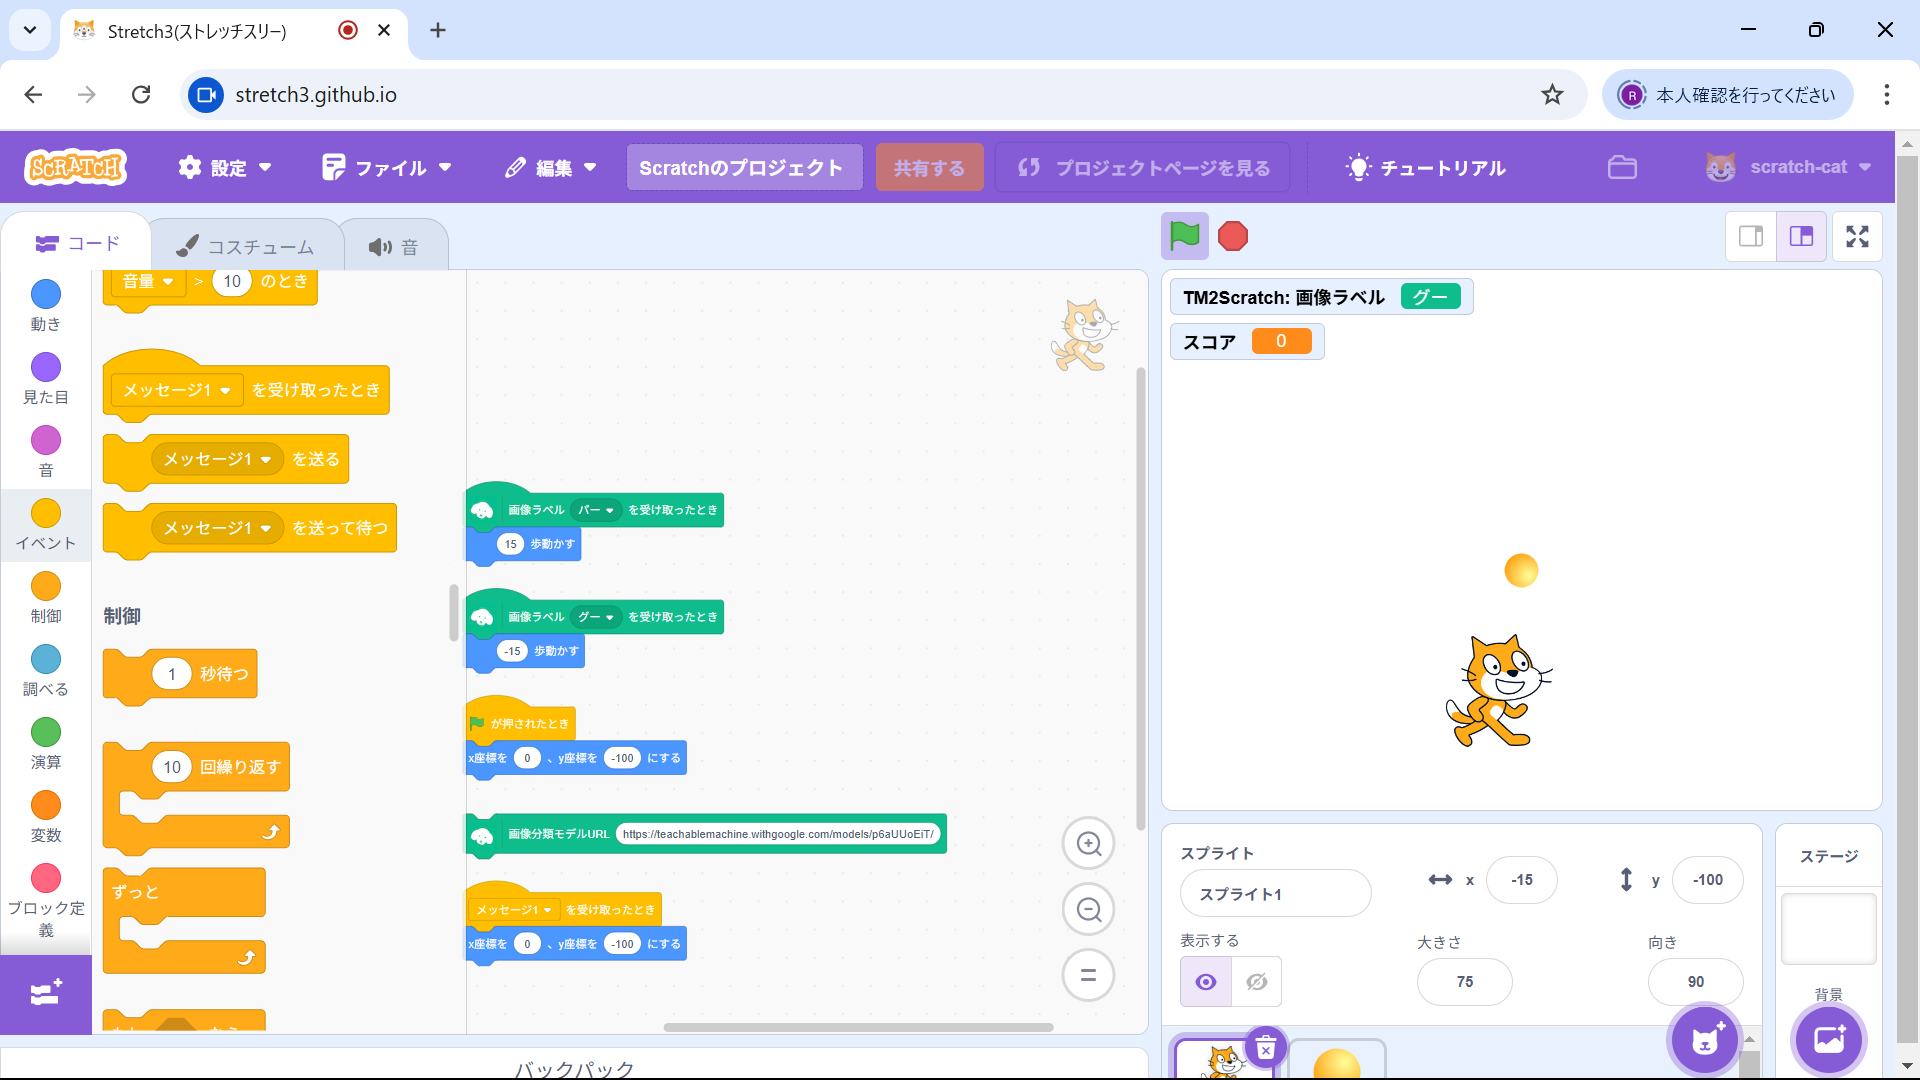 Stretch3(ストレッチスリー)
stretch3.github.io
R 本人確認を行ってください
SCRATCH 設定 ファイル 編集 Scratchのプロジェクト 共有する プロジェクトページを見る チュートリアル scratch-cat
コード コスチューム 音
動き
見た目
音
イベント
制御
調べる
演算
変数
ブロック定
義
音量 > 10 のとき
メッセージ1 を受け取ったとき
メッセージ1 を送る
メッセージ1 を送って待つ
制御
1 秒待つ
10 回繰り返す
ずっと
画像ラベル パー を受け取ったとき
15 歩動かす
画像ラベル グー を受け取ったとき
-15 歩動かす
が押されたとき
x座標を 0 、y座標を -100 にする
画像分類モデルURL https://teachablemachine.withgoogle.com/models/p6aUUoEiT/
メッセージ1 を受け取ったとき
x座標を 0 、y座標を -100 にする
バックパック
TM2Scratch: 画像ラベル グー
スコア 0
スプライト
スプライト1 x -15 y -100
表示する 大きさ 向き
75 90
ステージ
背景